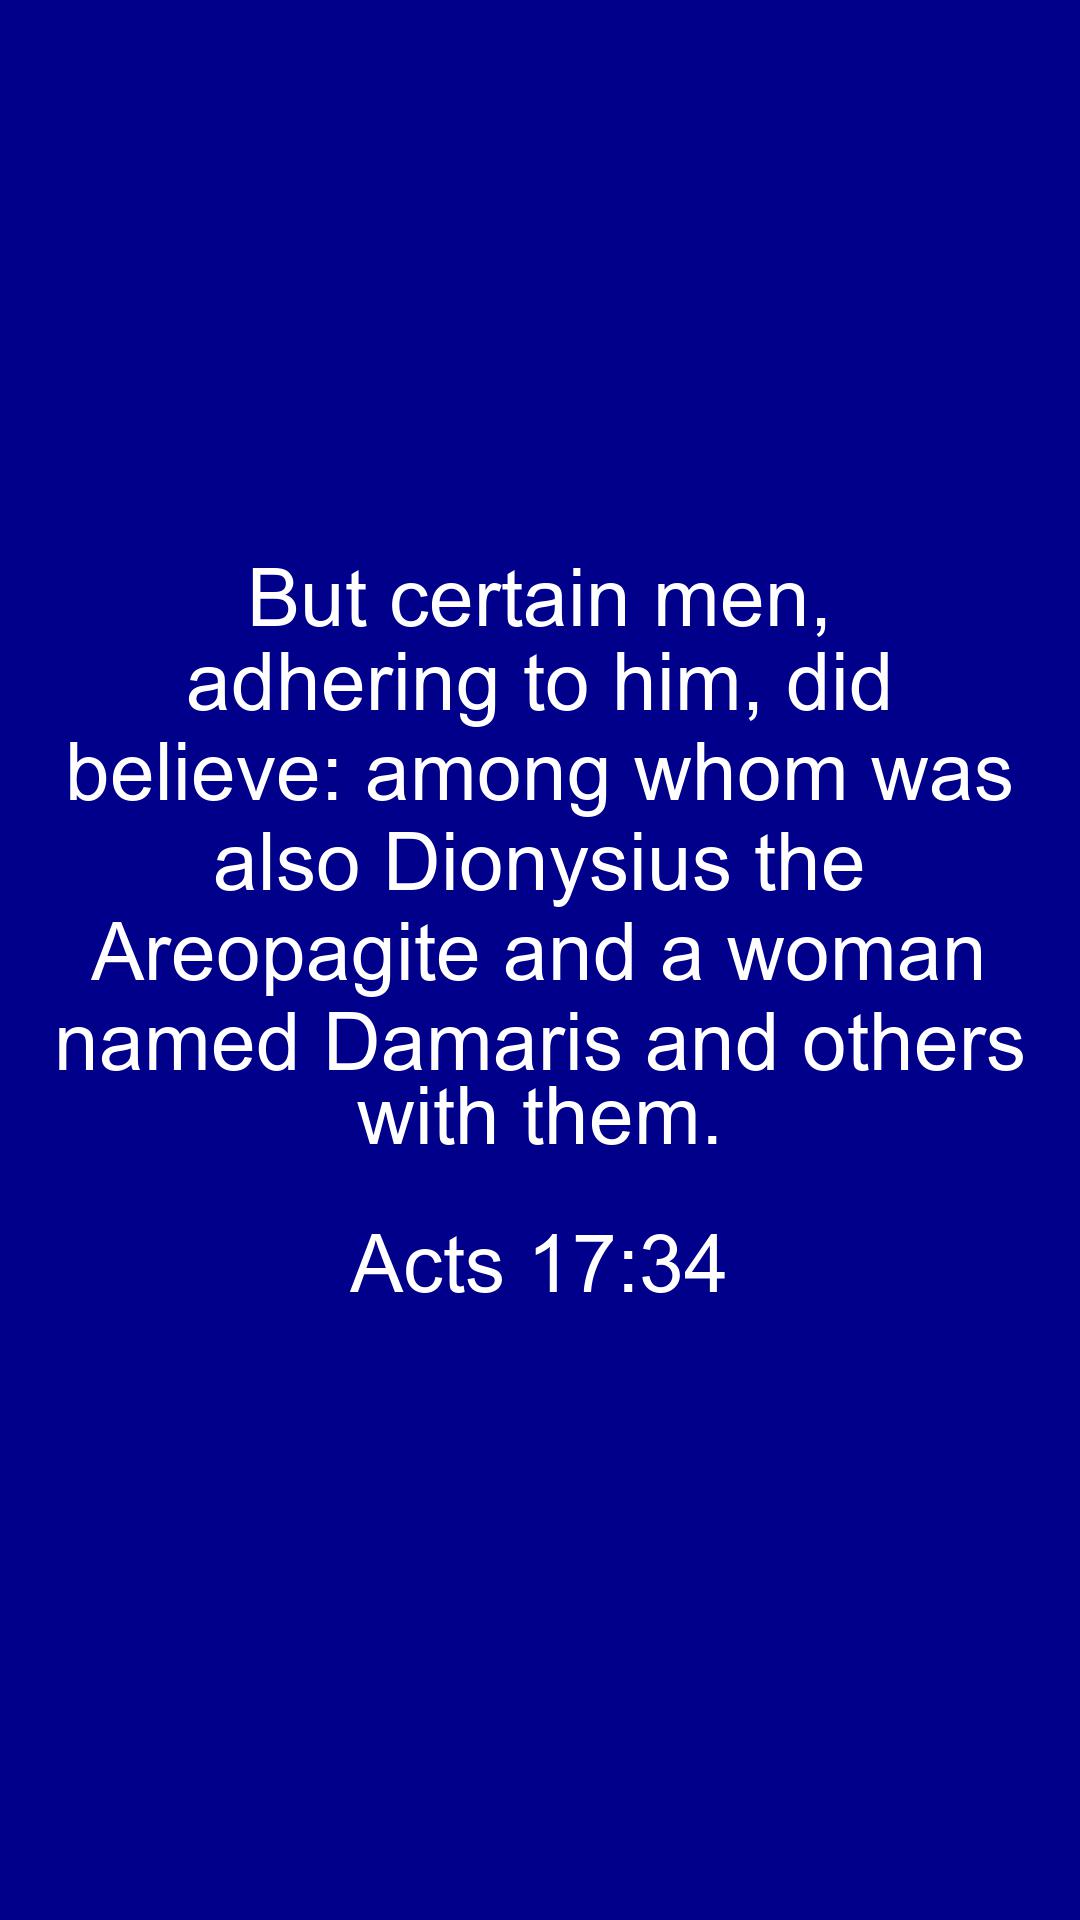 But certain men,
adhering to him, did
believe: among whom was
also Dionysius the
Areopagite and a woman
named Damaris and others
with them.
Acts 17:34